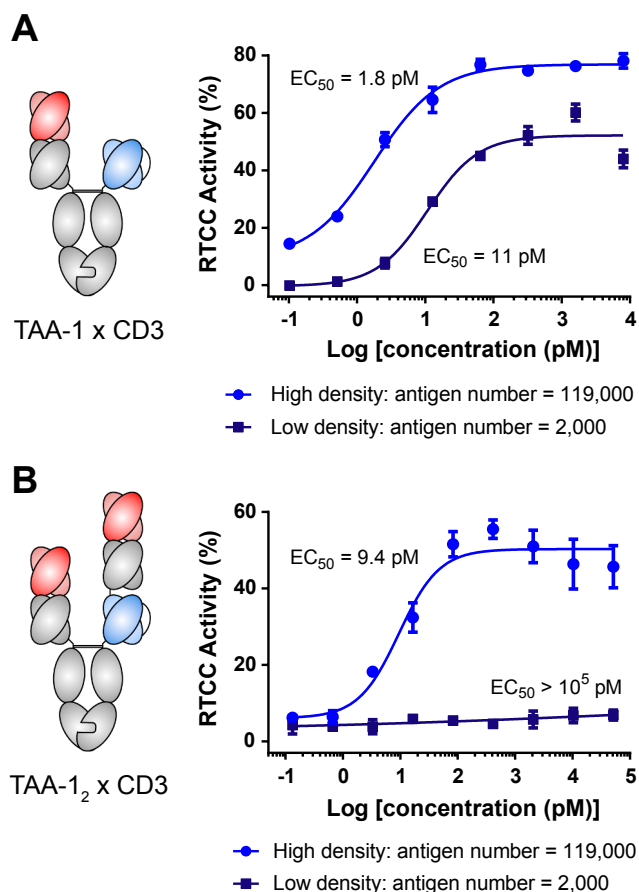 A
TAA-1 x CD3
RTCC Activity (%)
80
60
40
20
0
EC50 = 1.8 pM
EC50 = 11 pM
-1 0 1 2 3 4
Log [concentration (pM)]
High density: antigen number = 119,000
Low density: antigen number = 2,000
B
TAA-1₂ x CD3
RTCC Activity (%)
60
40
20
0
EC50 = 9.4 pM
EC50 > 10⁵ pM
-1 0 1 2 3 4 5
Log [concentration (pM)]
High density: antigen number = 119,000
Low density: antigen number = 2,000